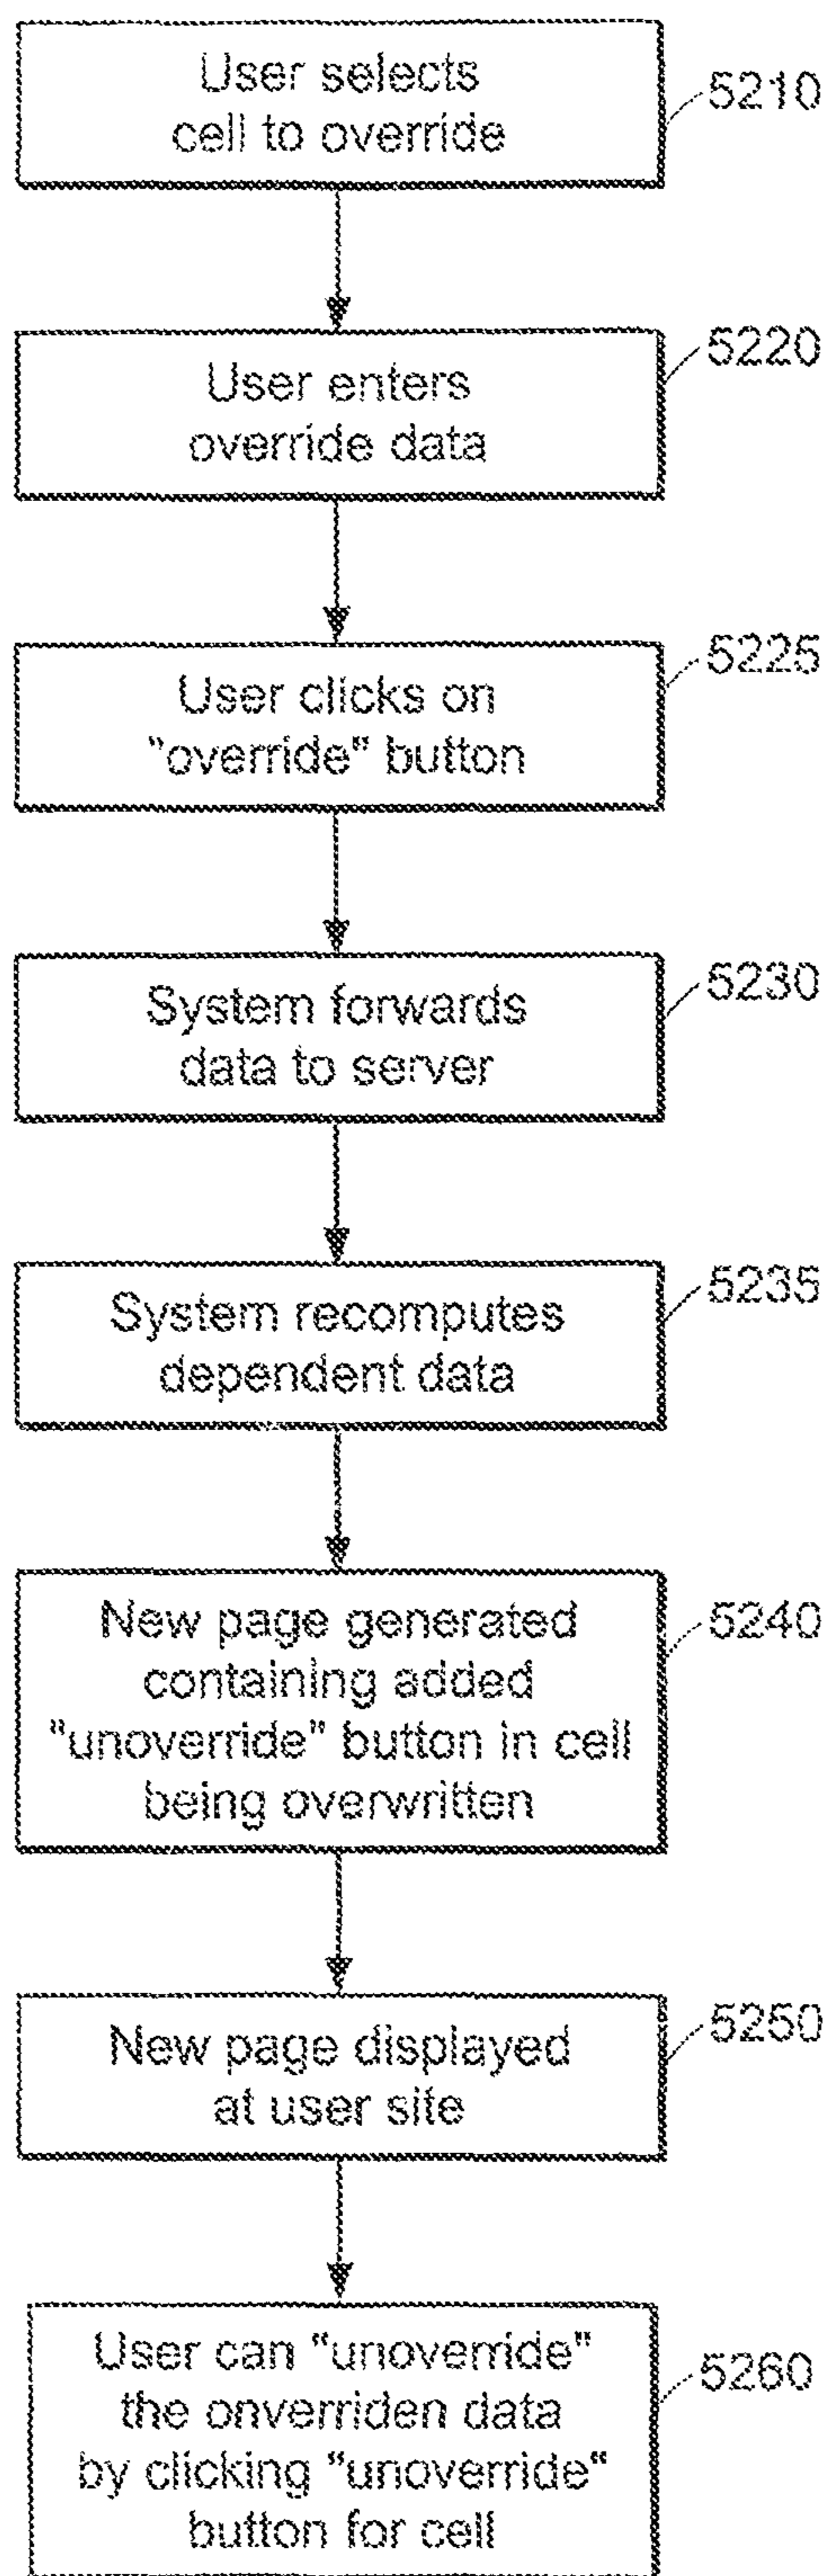 User selects
cell to override
5210
User enters
override data
5220
User clicks on
"override" button
5225
System forwards
data to server
5230
System recomputes
dependent data
5235
New page generated
containing added
"unoverride" button in cell
being overwritten
5240
New page displayed
at user site
5250
User can "unoverride"
the onverriden data
by clicking "unoverride"
button for cell
5260